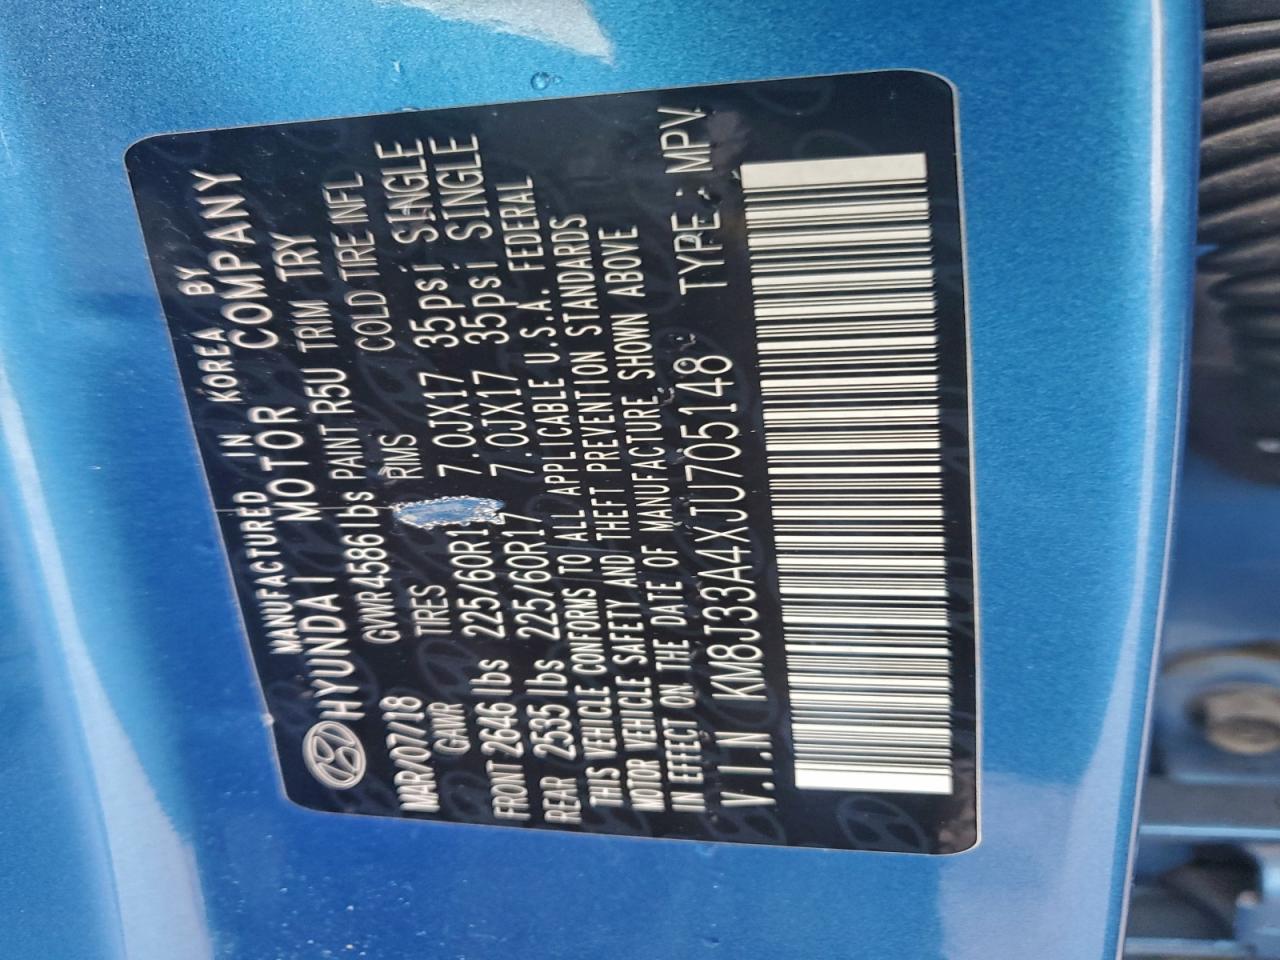 MANUFACTURED IN KOREA BY
HYUNDAI MOTOR COMPANY
GVWR 4586lbs PAINT R5U TRIM TRY
MAR/07/18 TIRES RMS COLD TIRE INFL
GAWR
FRONT 2646 lbs 225/60R1 7.0JX17 35psi SINGLE
REAR 2535 lbs 225/60R17 7.0JX17 35psi SINGLE
THIS VEHICLE CONFORMS TO ALL APPLICABLE U.S.A. FEDERAL
MOTOR VEHICLE SAFETY AND THEFT PREVENTION STANDARDS
IN EFFECT ON THE DATE OF MANUFACTURE SHOWN ABOVE
V.I.N KM8J33A4XJU705148 TYPE : MPV